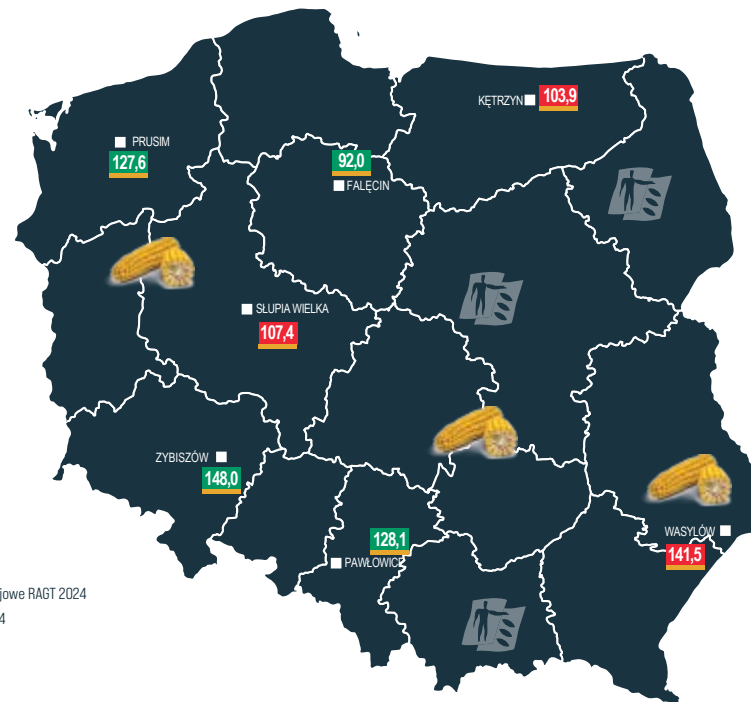 KĘTRZYN
103,9
PRUSIM
127,6
92,0
FALĘCIN
SŁUPIA WIELKA
107,4
ZYBISZÓW
148,0
128,1
PAWŁOWICE
WASYLÓW
141,5
jowe RAGT 2024
4